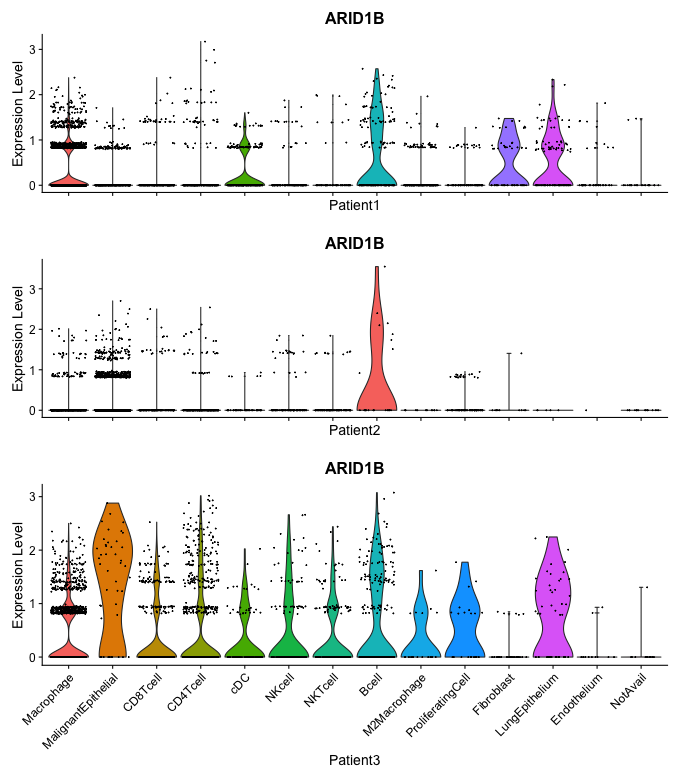 ARID1B
Expression Level
3
2
1
0
Patient1
ARID1B
Expression Level
3
2
1
0
Patient2
ARID1B
Expression Level
3
2
1
0
Macrophage
MalignantEpithelial
CD8Tcell
CD4Tcell
cDC
NKcell
NKTcell
Bcell
M2Macrophage
ProliferatingCell
Fibroblast
LungEpithelium
Endothelium
NotAvail
Patient3